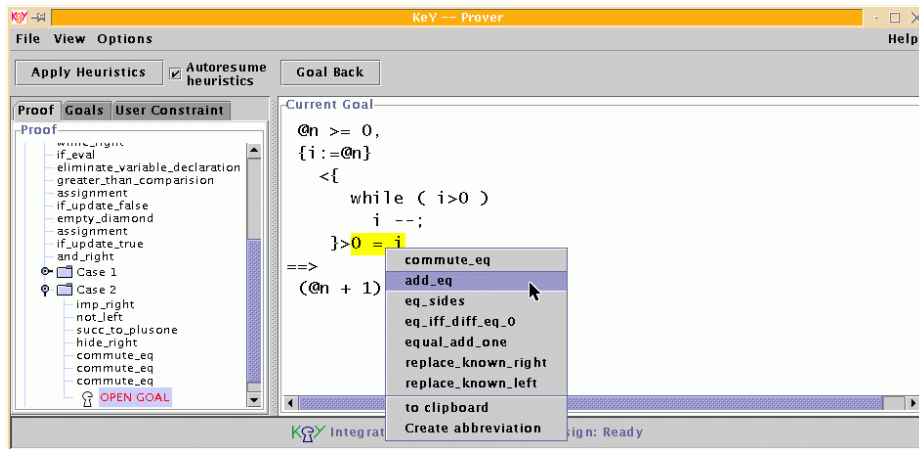 KeY KeY -- Prover
File View Options Help
Apply Heuristics Autoresume heuristics Goal Back
Proof Goals User Constraint
Proof
while_right
if_eval
eliminate_variable_declaration
greater_than_comparision
assignment
if_update_false
empty_diamond
assignment
if_update_true
and_right
Case 1
Case 2
imp_right
not_left
succ_to_plusone
hide_right
commute_eq
commute_eq
commute_eq
OPEN GOAL
Current Goal
@n >= 0,
{i:=@n}
<{
while ( i>0 )
i --;
}>0 = i
==>
(@n + 1)
commute_eq
add_eq
eq_sides
eq_iff_diff_eq_0
equal_add_one
replace_known_right
replace_known_left
to clipboard
Create abbreviation
KeY Ready